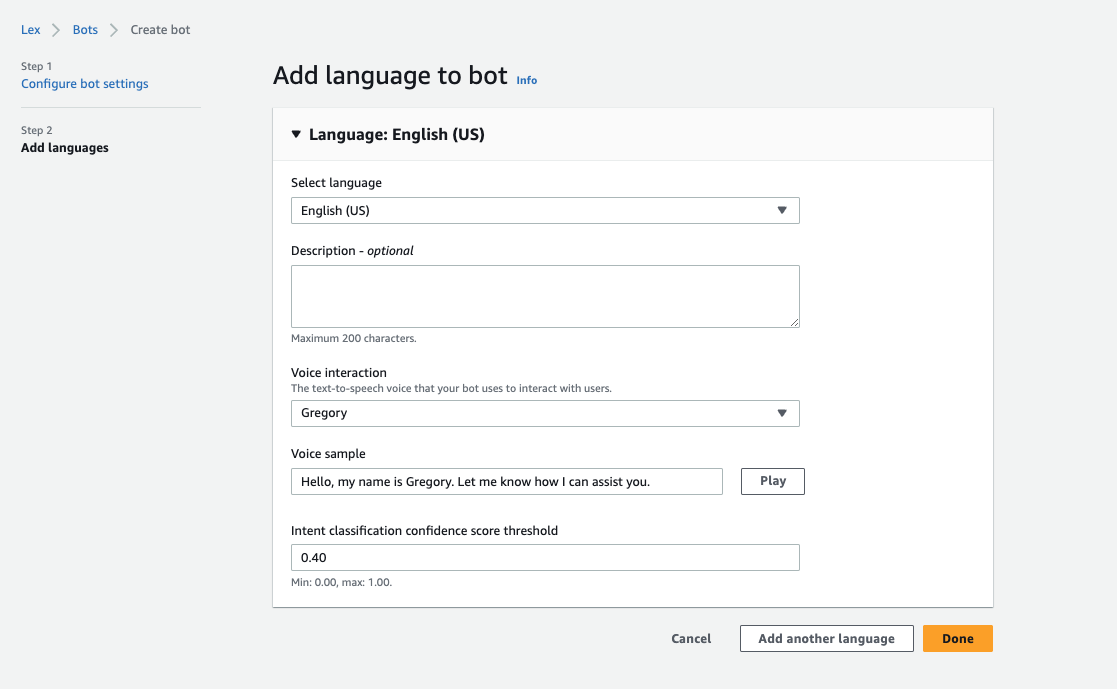 Lex Bots Create bot
Step 1
Configure bot settings
Step 2
Add languages
Add language to bot Info
Language: English (US)
Select language
English (US)
Description - optional
Maximum 200 characters.
Voice interaction
The text-to-speech voice that your bot uses to interact with users.
Gregory
Voice sample
Hello, my name is Gregory. Let me know how I can assist you. Play
Intent classification confidence score threshold
0.40
Min: 0.00, max: 1.00.
Cancel Add another language Done